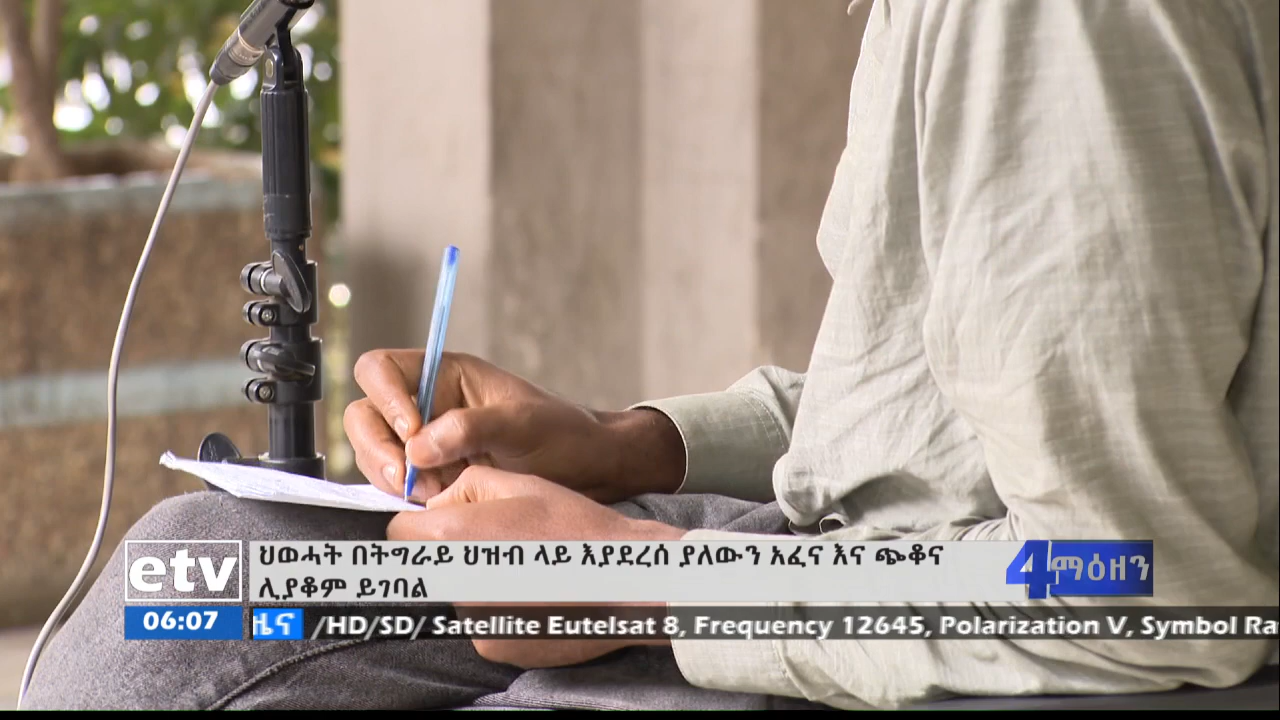 etv
ህወሓት በትግራይ ህዝብ ላይ እያደረሰ ያለውን አፈና እና ጭቆና
ሊያቆም ይገባል
4ማዕዘን
06:07
ዜና /HD/SD/ Satellite Eutelsat 8, Frequency 12645, Polarization V, Symbol Ra